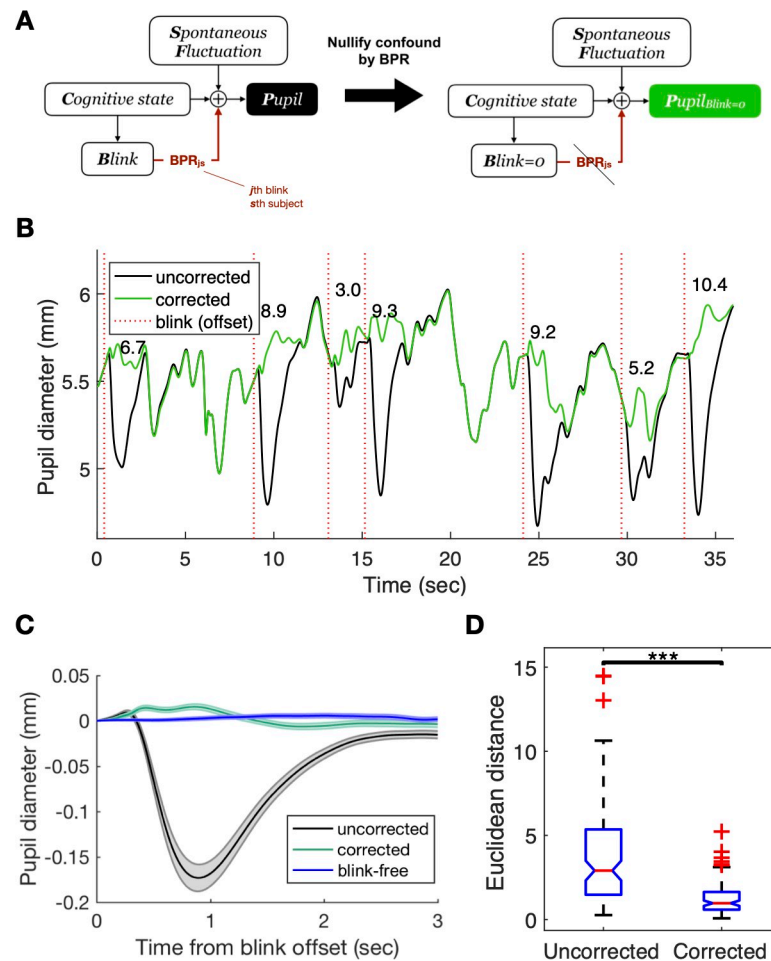 A
Spontaneous
Fluctuation
Cognitive state
Pupil
Blink
BPRjs
jth blink
sth subject
Nullify confound
by BPR
Spontaneous
Fluctuation
Cognitive state
PupilBlink=0
Blink=0
BPRjs
B
Pupil diameter (mm)
6
5.5
5
uncorrected
corrected
blink (offset)
6.7
8.9
3.0
9.3
9.2
5.2
10.4
0
5
10
15
20
25
30
35
Time (sec)
C
Pupil diameter (mm)
0.05
0
-0.05
-0.1
-0.15
-0.2
uncorrected
corrected
blink-free
0
1
2
3
Time from blink offset (sec)
D
Euclidean distance
15
10
5
0
***
Uncorrected
Corrected